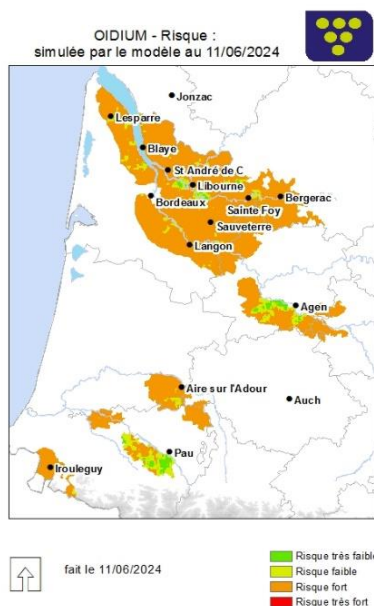 OIDIUM - Risque :
simulée par le modèle au 11/06/2024
Jonzac
Lesparre
Blaye
St André de C
Libourne
Bordeaux
Bergerac
Sainte Foy
Sauveterre
Langon
Agen
Aire sur l'Adour
Auch
Pau
Irouleguy
fait le 11/06/2024
Risque très faible
Risque faible
Risque fort
Risque très fort